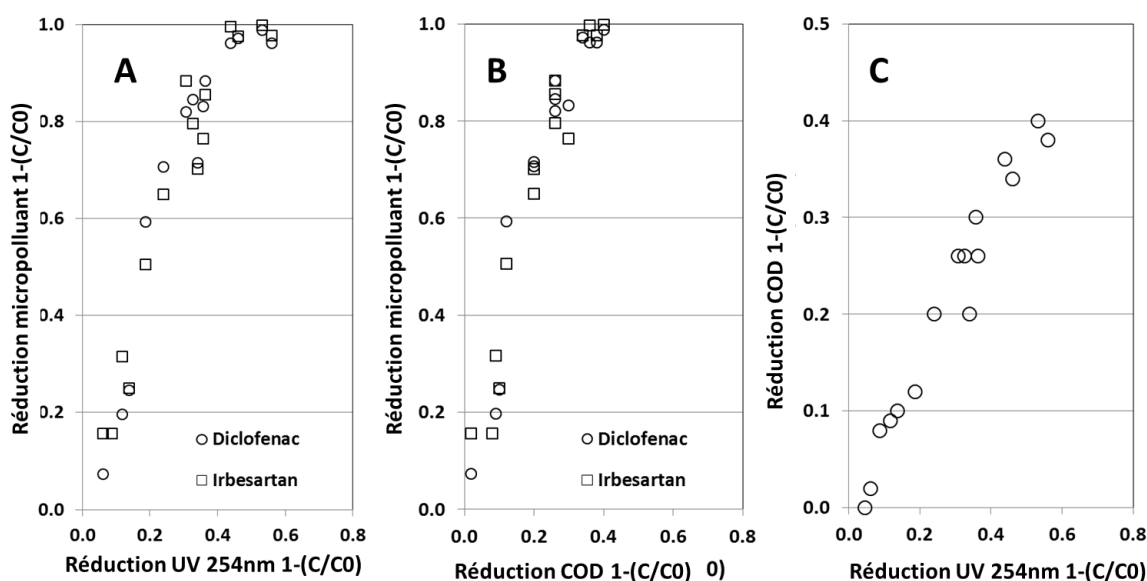 A
Réduction micropolluant 1-(C/C0)
1.0
0.8
0.6
0.4
0.2
0.0
0.0 0.2 0.4 0.6 0.8
Diclofenac
Irbesartan
Réduction UV 254nm 1-(C/C0)
B
Réduction micropolluant 1-(C/C0)
1.0
0.8
0.6
0.4
0.2
0.0
0.0 0.2 0.4 0.6 0.8
Diclofenac
Irbesartan
Réduction COD 1-(C/C0) 0)
C
Réduction COD 1-(C/C0)
0.5
0.4
0.3
0.2
0.1
0.0
0.0 0.2 0.4 0.6 0.8
Réduction UV 254nm 1-(C/C0)